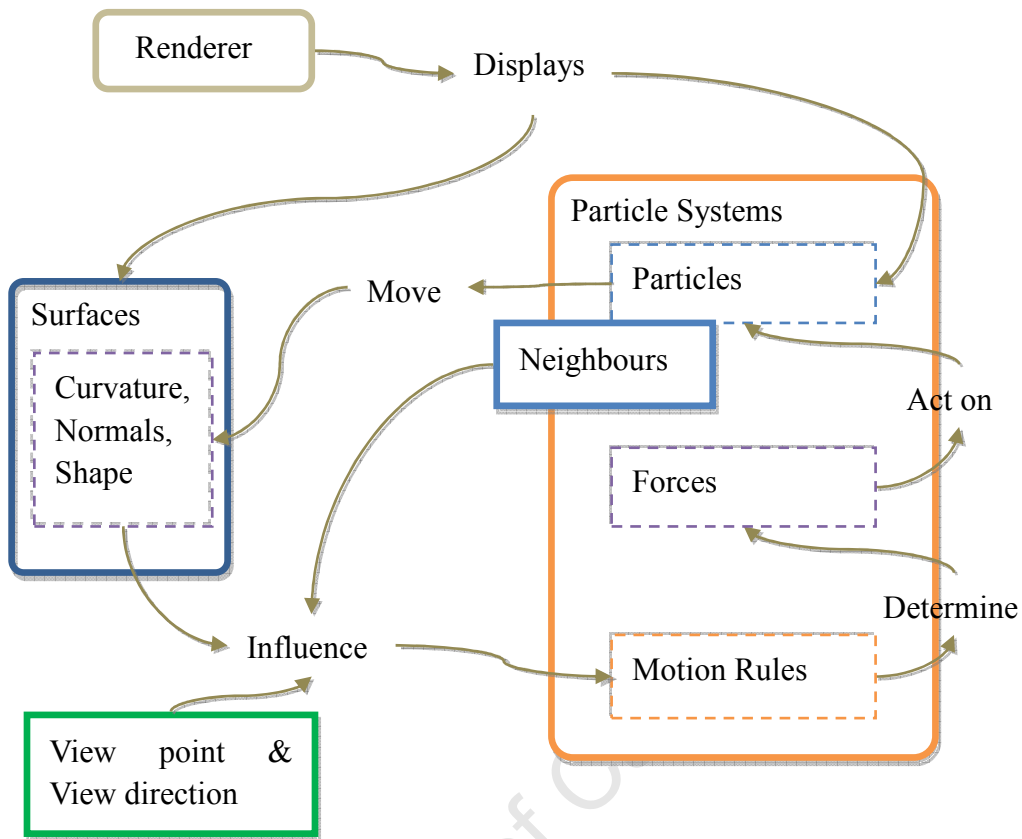 Renderer
Displays
Particle Systems
Particles
Move
Surfaces
Neighbours
Curvature,
Normals,
Shape
Act on
Forces
Determine
Influence
Motion Rules
View point &
View direction
of